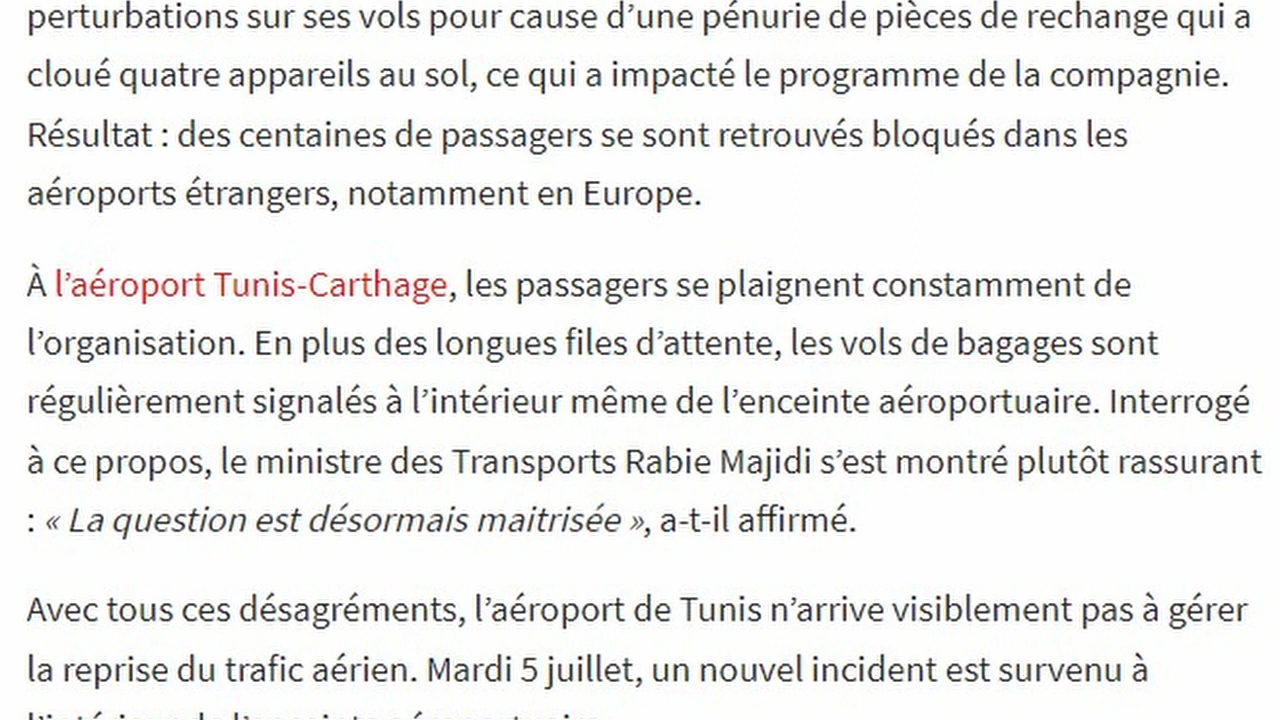 perturbations sur ses vols pour cause d’une pénurie de pièces de rechange qui a
cloué quatre appareils au sol, ce qui a impacté le programme de la compagnie.
Résultat : des centaines de passagers se sont retrouvés bloqués dans les
aéroports étrangers, notamment en Europe.
À l’aéroport Tunis-Carthage, les passagers se plaignent constamment de
l’organisation. En plus des longues files d’attente, les vols de bagages sont
régulièrement signalés à l’intérieur même de l’enceinte aéroportuaire. Interrogé
à ce propos, le ministre des Transports Rabie Majidi s’est montré plutôt rassurant
: « La question est désormais maitrisée », a-t-il affirmé.
Avec tous ces désagréments, l’aéroport de Tunis n’arrive visiblement pas à gérer
la reprise du trafic aérien. Mardi 5 juillet, un nouvel incident est survenu à